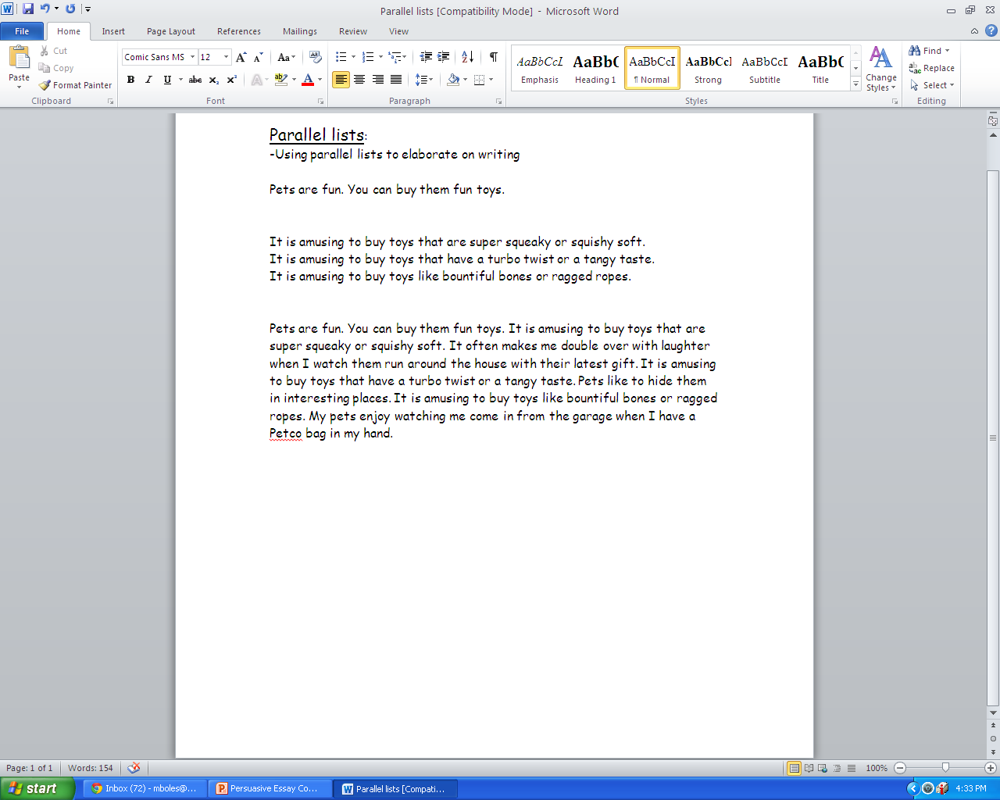 Parallel lists [Compatibility Mode] - Microsoft Word
File Home Insert Page Layout References Mailings Review View
Paste
Cut
Copy
Format Painter
Clipboard
Comic Sans MS 12
Font
Paragraph
AaBbCcI AaBbC AaBbCcI AaBbCcI AaBbCcI AaBbC
Emphasis Heading 1 ¶ Normal Strong Subtitle Title
Change Styles
Styles
Find
Replace
Select
Editing
Parallel lists:
-Using parallel lists to elaborate on writing
Pets are fun. You can buy them fun toys.
It is amusing to buy toys that are super squeaky or squishy soft.
It is amusing to buy toys that have a turbo twist or a tangy taste.
It is amusing to buy toys like bountiful bones or ragged ropes.
Pets are fun. You can buy them fun toys. It is amusing to buy toys that are
super squeaky or squishy soft. It often makes me double over with laughter
when I watch them run around the house with their latest gift. It is amusing
to buy toys that have a turbo twist or a tangy taste. Pets like to hide them
in interesting places. It is amusing to buy toys like bountiful bones or ragged
ropes. My pets enjoy watching me come in from the garage when I have a
Petco bag in my hand.
Page: 1 of 1 Words: 154 100%
start Inbox (72) - mboles@... Persuasive Essay Co... Parallel lists [Compati... 4:33 PM